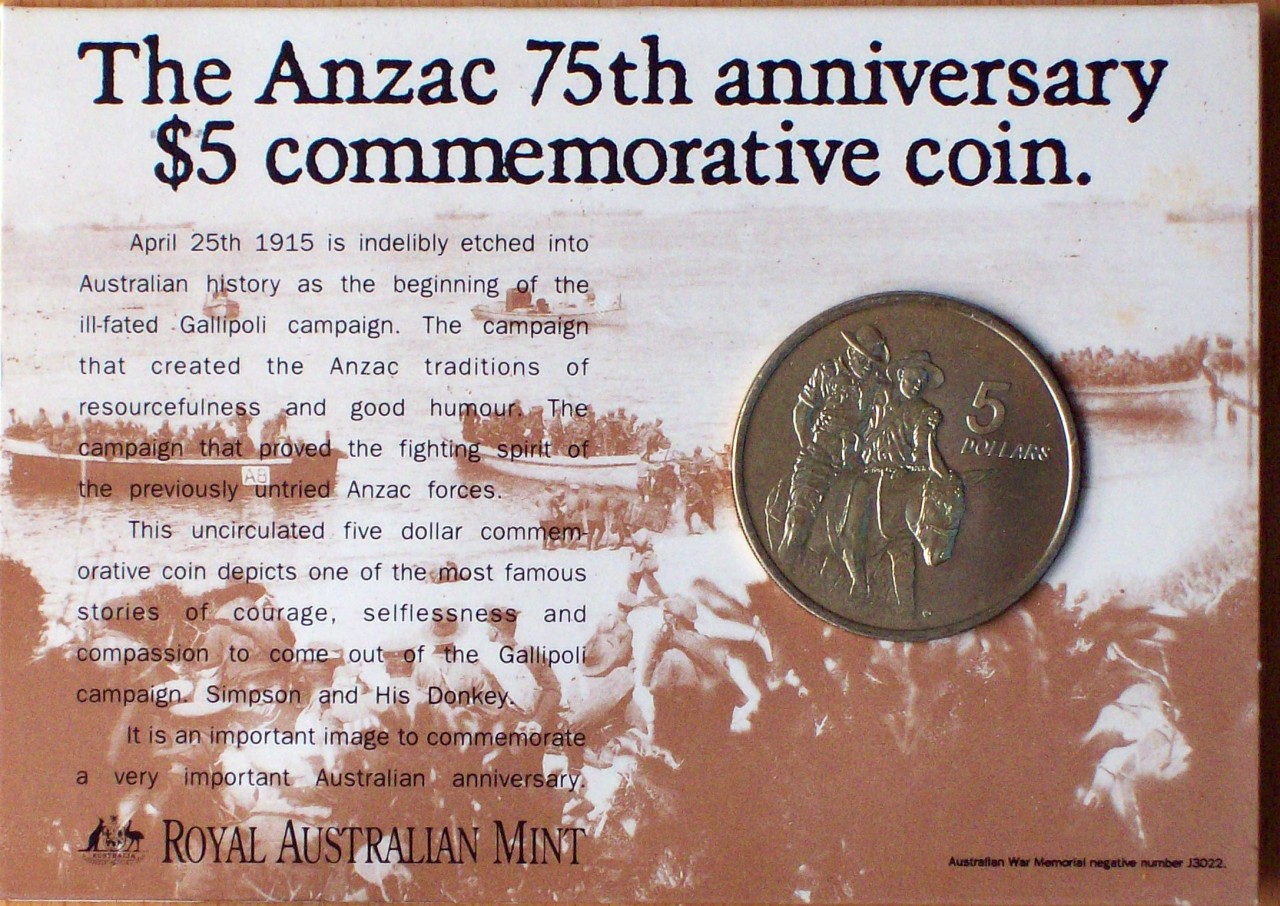 The Anzac 75th anniversary
$5 commemorative coin.
April 25th 1915 is indelibly etched into
Australian history as the beginning of the
ill-fated Gallipoli campaign. The campaign
that created the Anzac traditions of
resourcefulness and good humour. The
campaign that proved the fighting spirit of
the previously untried Anzac forces.
This uncirculated five dollar commem-
orative coin depicts one of the most famous
stories of courage, selflessness and
compassion to come out of the Gallipoli
campaign. Simpson and His Donkey.
It is an important image to commemorate
a very important Australian anniversary.
A8
5
DOLLARS
AUSTRALIA
ROYAL AUSTRALIAN MINT
Australian War Memorial negative number J3022.